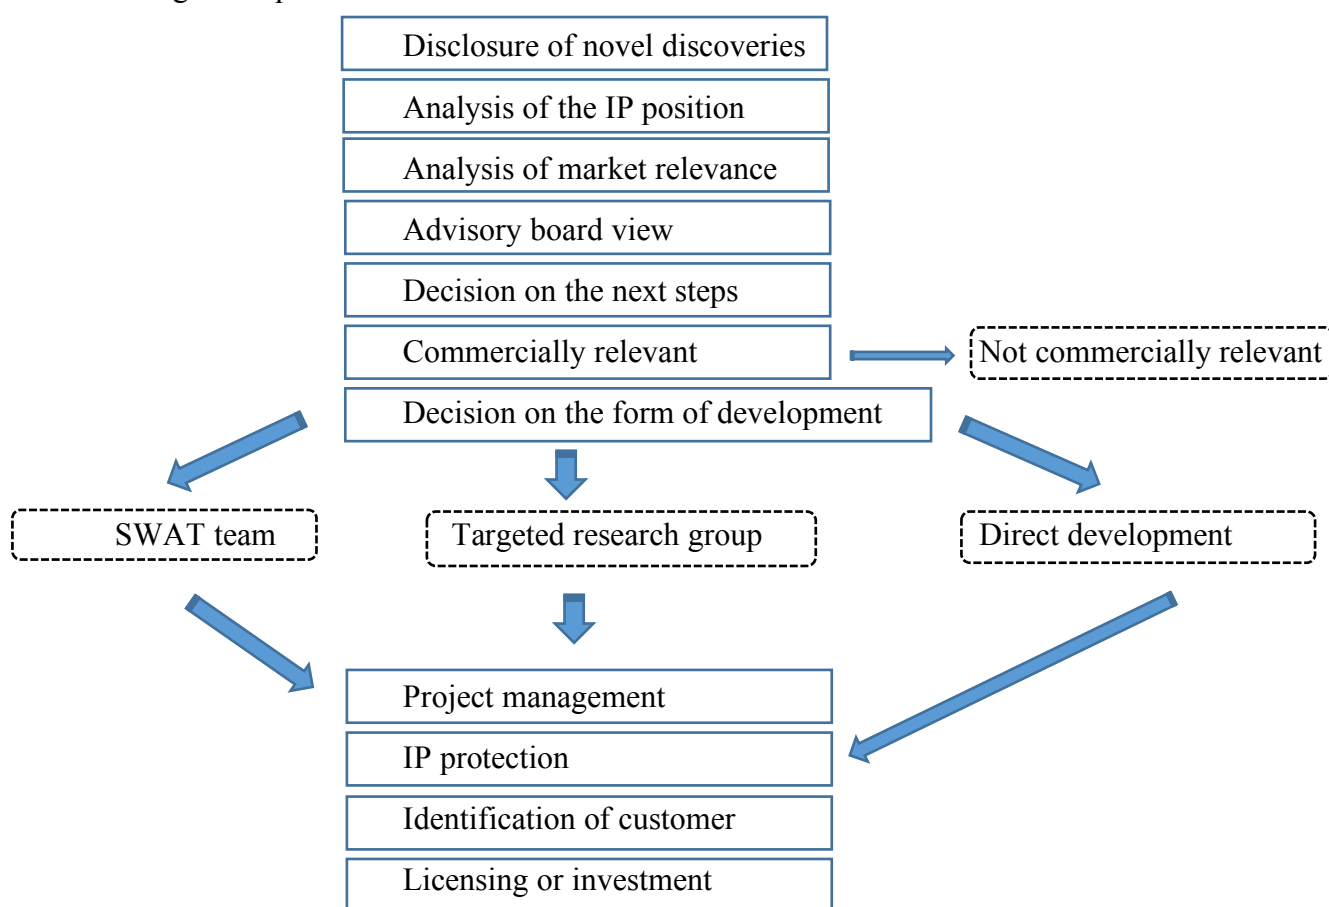 Disclosure of novel discoveries
Analysis of the IP position
Analysis of market relevance
Advisory board view
Decision on the next steps
Commercially relevant
Not commercially relevant
Decision on the form of development
SWAT team
Targeted research group
Direct development
Project management
IP protection
Identification of customer
Licensing or investment